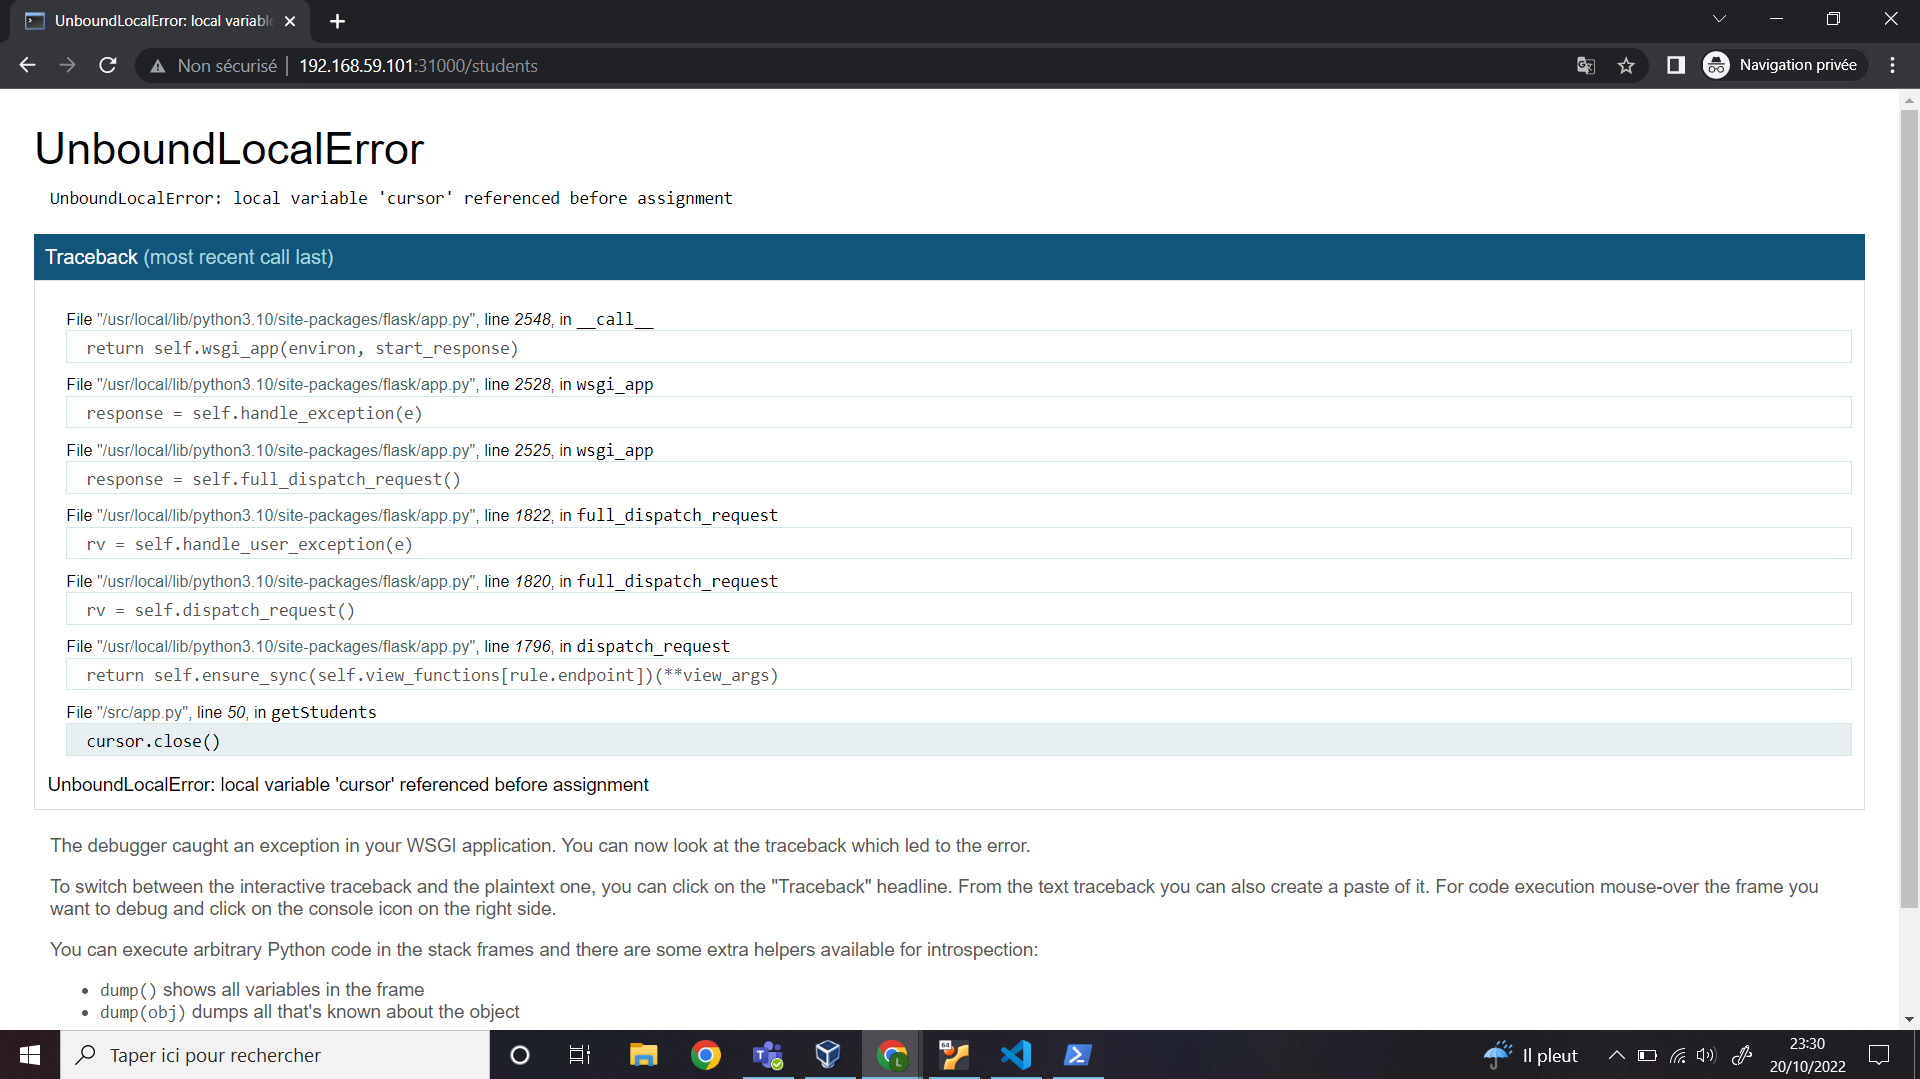 UnboundLocalError: local variable
Non sécurisé | 192.168.59.101:31000/students
Navigation privée
UnboundLocalError
UnboundLocalError: local variable 'cursor' referenced before assignment
Traceback (most recent call last)
File "/usr/local/lib/python3.10/site-packages/flask/app.py", line 2548, in __call__
return self.wsgi_app(environ, start_response)
File "/usr/local/lib/python3.10/site-packages/flask/app.py", line 2528, in wsgi_app
response = self.handle_exception(e)
File "/usr/local/lib/python3.10/site-packages/flask/app.py", line 2525, in wsgi_app
response = self.full_dispatch_request()
File "/usr/local/lib/python3.10/site-packages/flask/app.py", line 1822, in full_dispatch_request
rv = self.handle_user_exception(e)
File "/usr/local/lib/python3.10/site-packages/flask/app.py", line 1820, in full_dispatch_request
rv = self.dispatch_request()
File "/usr/local/lib/python3.10/site-packages/flask/app.py", line 1796, in dispatch_request
return self.ensure_sync(self.view_functions[rule.endpoint])(**view_args)
File "/src/app.py", line 50, in getStudents
cursor.close()
UnboundLocalError: local variable 'cursor' referenced before assignment
The debugger caught an exception in your WSGI application. You can now look at the traceback which led to the error.
To switch between the interactive traceback and the plaintext one, you can click on the "Traceback" headline. From the text traceback you can also create a paste of it. For code execution mouse-over the frame you
want to debug and click on the console icon on the right side.
You can execute arbitrary Python code in the stack frames and there are some extra helpers available for introspection:
• dump() shows all variables in the frame
• dump(obj) dumps all that's known about the object
Taper ici pour rechercher
64
L
Il pleut
23:30
20/10/2022